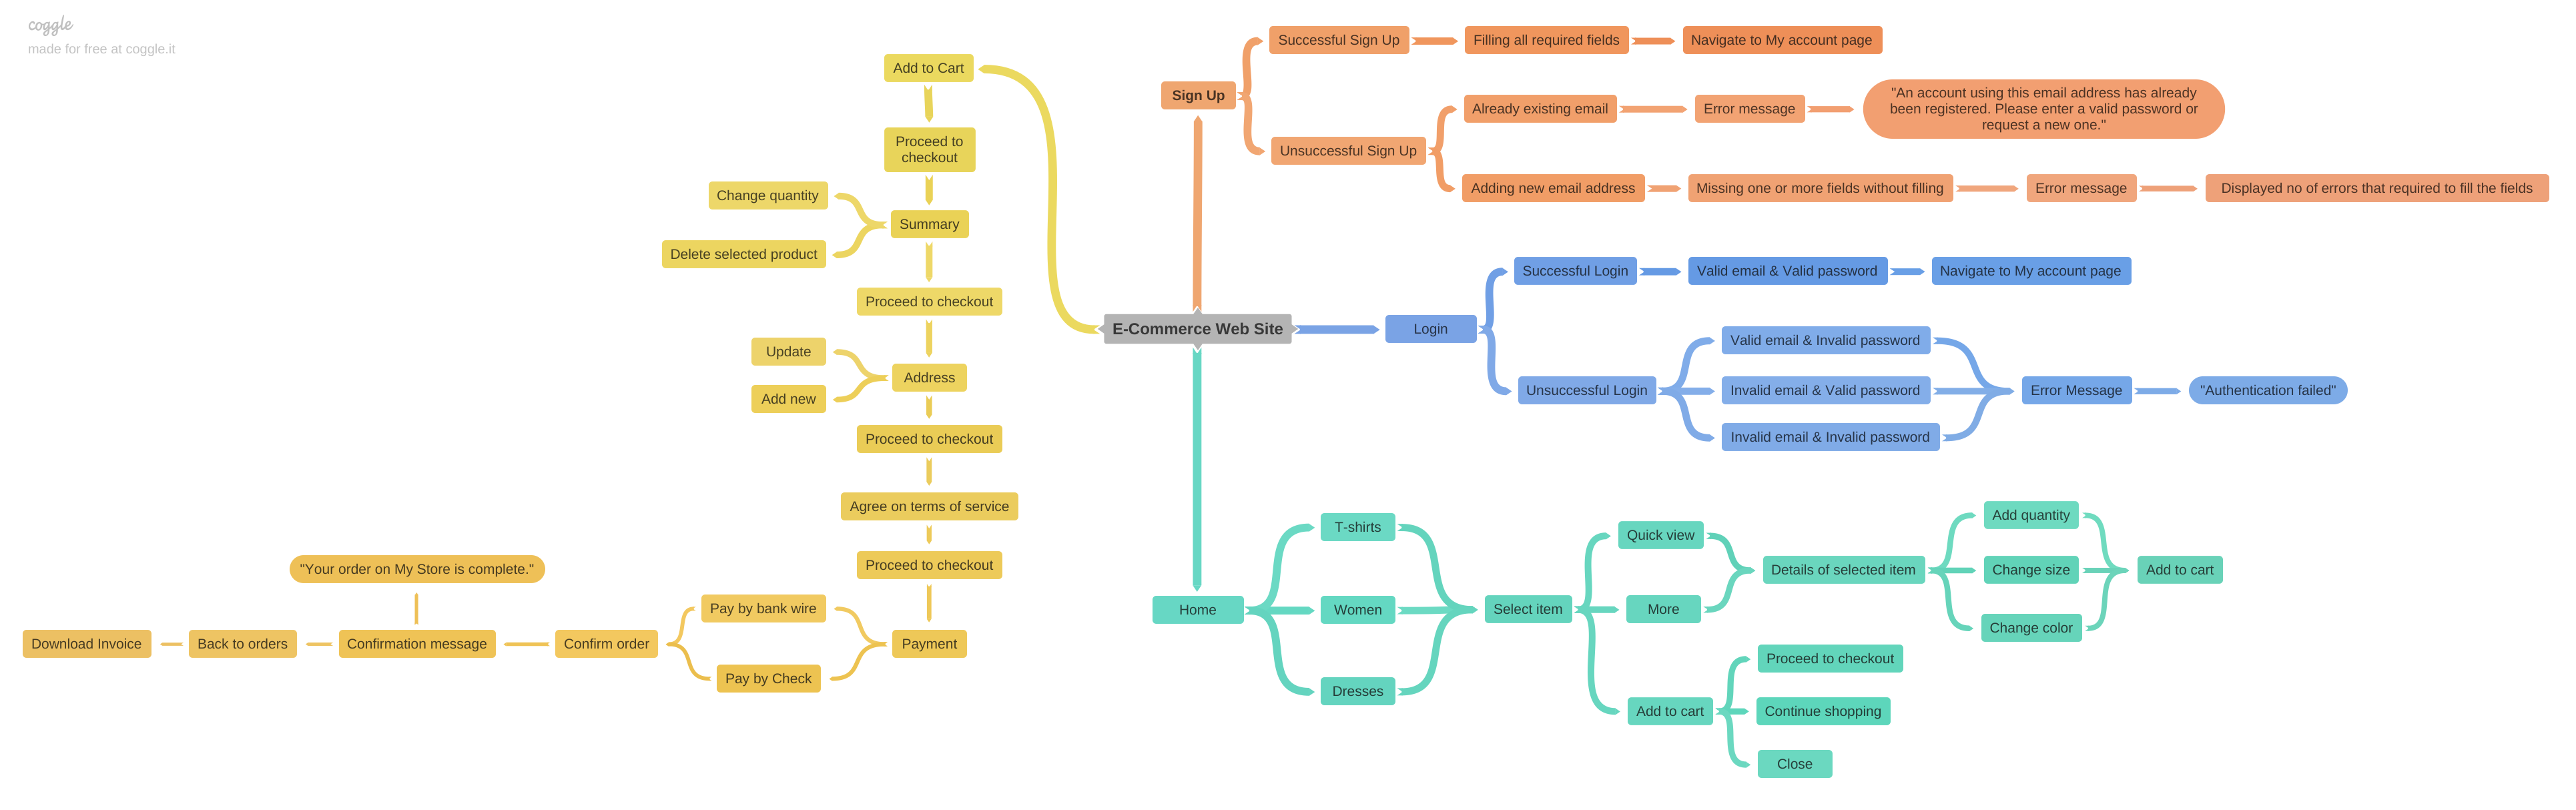 coggle
made for free at coggle.it
Add to Cart
Proceed to
checkout
Change quantity
Summary
Delete selected product
Proceed to checkout
Update
Address
Add new
Proceed to checkout
Agree on terms of service
Proceed to checkout
"Your order on My Store is complete."
Pay by bank wire
Download Invoice
Back to orders
Confirmation message
Confirm order
Payment
Pay by Check
E-Commerce Web Site
Sign Up
Successful Sign Up
Filling all required fields
Navigate to My account page
Unsuccessful Sign Up
Already existing email
Error message
"An account using this email address has already
been registered. Please enter a valid password or
request a new one."
Adding new email address
Missing one or more fields without filling
Error message
Displayed no of errors that required to fill the fields
Login
Successful Login
Valid email & Valid password
Navigate to My account page
Unsuccessful Login
Valid email & Invalid password
Invalid email & Valid password
Invalid email & Invalid password
Error Message
"Authentication failed"
Home
T-shirts
Women
Dresses
Select item
Quick view
More
Details of selected item
Add quantity
Change size
Change color
Add to cart
Add to cart
Proceed to checkout
Continue shopping
Close